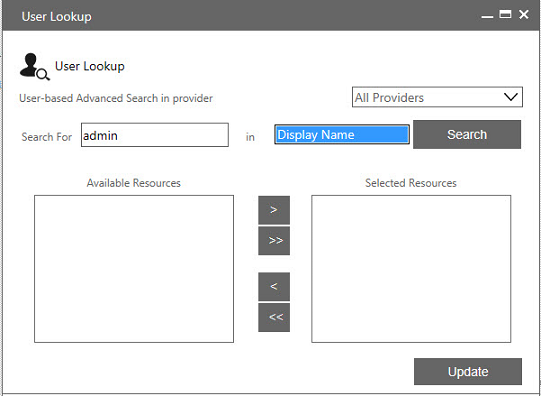 User Lookup
User Lookup
User-based Advanced Search in provider
All Providers
Search For admin in Display Name Search
Available Resources Selected Resources
>
>>
<
<<
Update